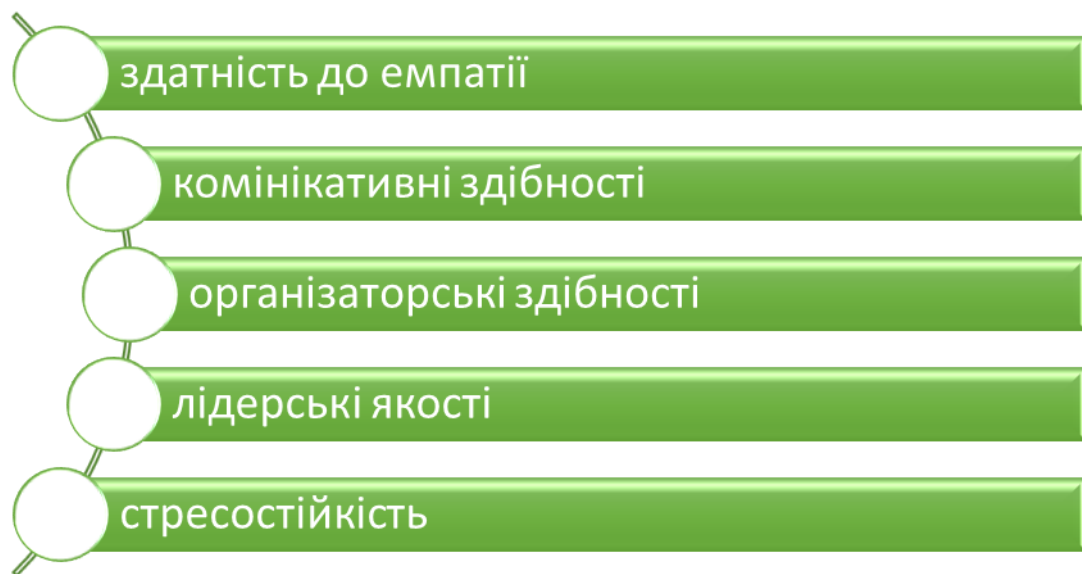 здатність до емпатії
комінікативні здібності
організаторські здібності
лідерські якості
стресостійкість